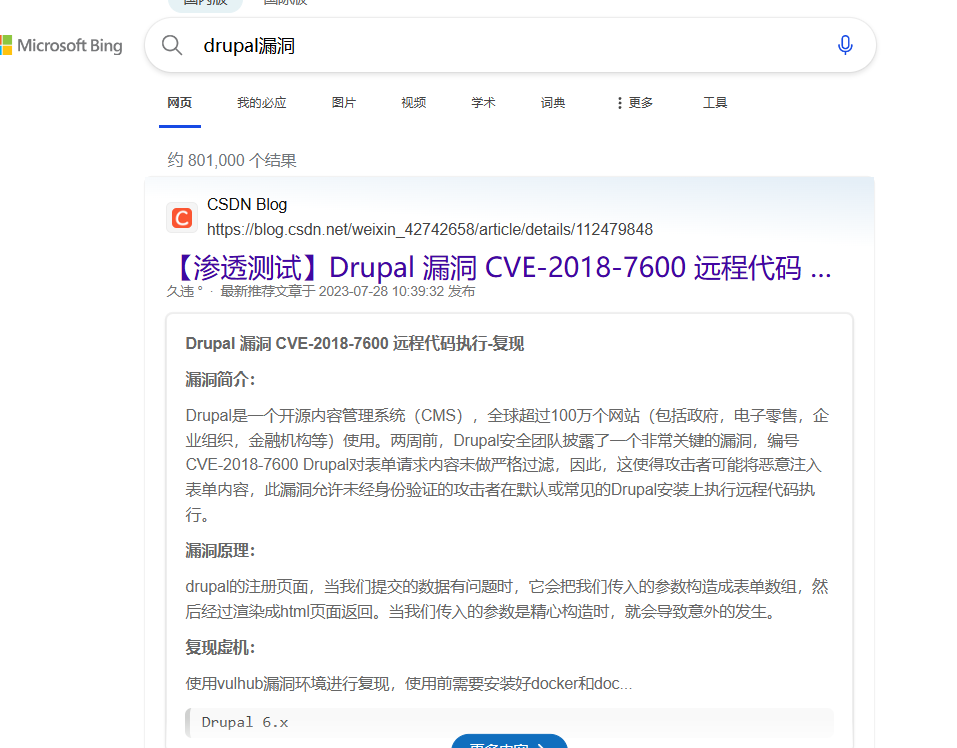 国内版 国际版
Microsoft Bing
drupal漏洞
网页 我的必应 图片 视频 学术 词典 更多 工具
约 801,000 个结果
CSDN Blog
https://blog.csdn.net/weixin_42742658/article/details/112479848
【渗透测试】Drupal 漏洞 CVE-2018-7600 远程代码 ...
久违 ° · 最新推荐文章于 2023-07-28 10:39:32 发布
Drupal 漏洞 CVE-2018-7600 远程代码执行-复现
漏洞简介：
Drupal是一个开源内容管理系统（CMS），全球超过100万个网站（包括政府，电子零售，企
业组织，金融机构等）使用。两周前，Drupal安全团队披露了一个非常关键的漏洞，编号
CVE-2018-7600 Drupal对表单请求内容未做严格过滤，因此，这使得攻击者可能将恶意注入
表单内容，此漏洞允许未经身份验证的攻击者在默认或常见的Drupal安装上执行远程代码执
行。
漏洞原理：
drupal的注册页面，当我们提交的数据有问题时，它会把我们传入的参数构造成表单数组，然
后经过渲染成html页面返回。当我们传入的参数是精心构造时，就会导致意外的发生。
复现虚机：
使用vulhub漏洞环境进行复现，使用前需要安装好docker和doc...
Drupal 6.x
更多内容